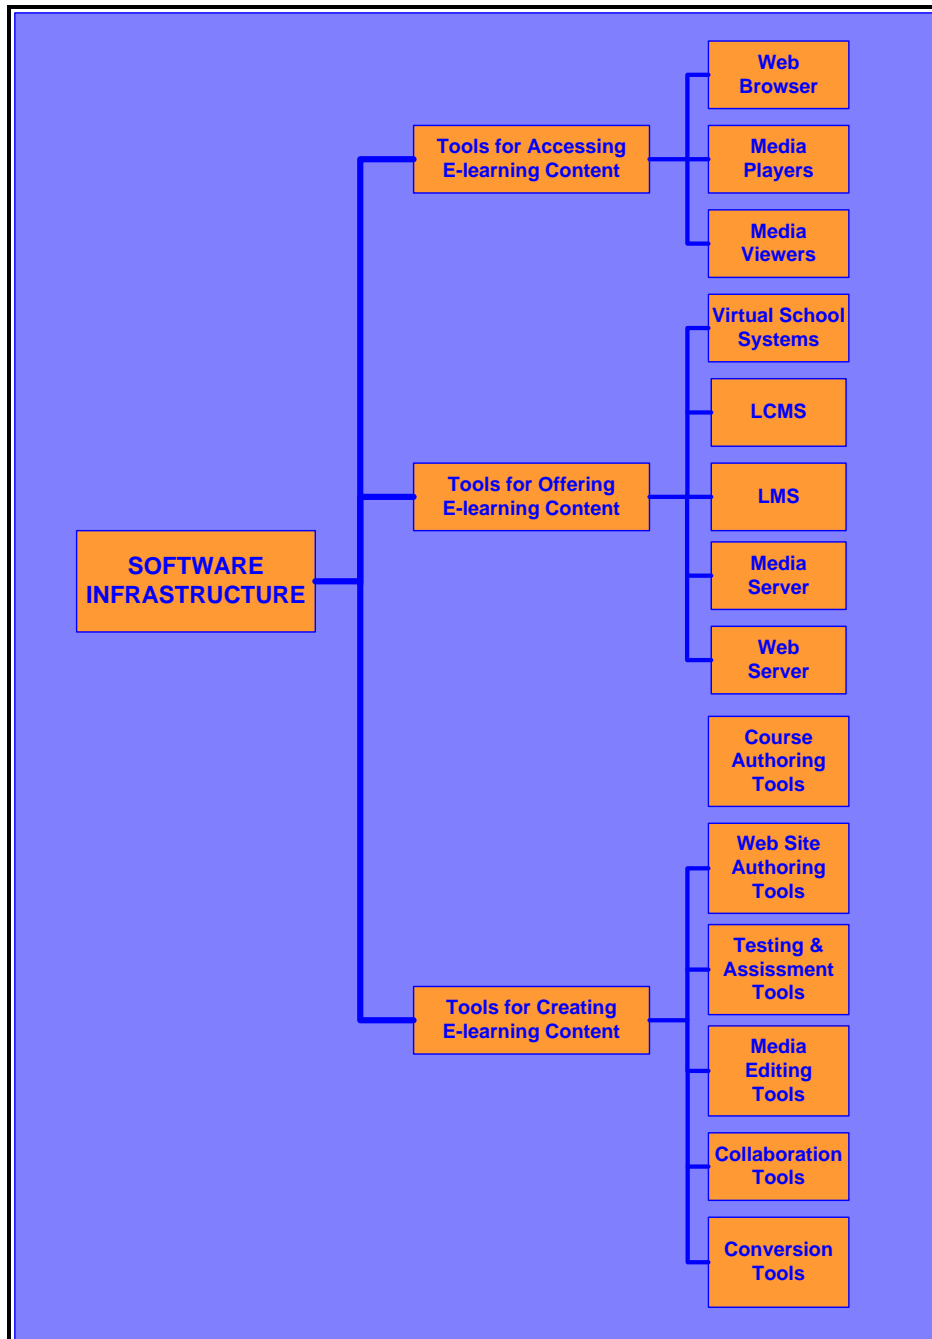 Web
Browser
Tools for Accessing
E-learning Content
Media
Players
Media
Viewers
Virtual School
Systems
LCMS
Tools for Offering
E-learning Content
LMS
SOFTWARE
INFRASTRUCTURE
Media
Server
Web
Server
Course
Authoring
Tools
Web Site
Authoring
Tools
Testing &
Assissment
Tools
Tools for Creating
E-learning Content
Media
Editing
Tools
Collaboration
Tools
Conversion
Tools